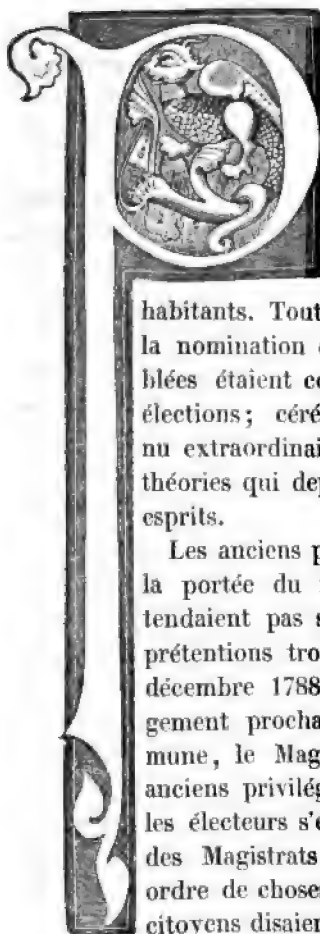 P
habitants. Tout
la nomination
blées étaient
élections; céré
nu extraordinai
théories qui dep
esprits.
Les anciens p
la portée du
tendaient pas s
prétentions tro
décembre 1788
gement procha
mune, le Mag
anciens privilég
les électeurs s'
des Magistrats
ordre de chose
citoyens disaien